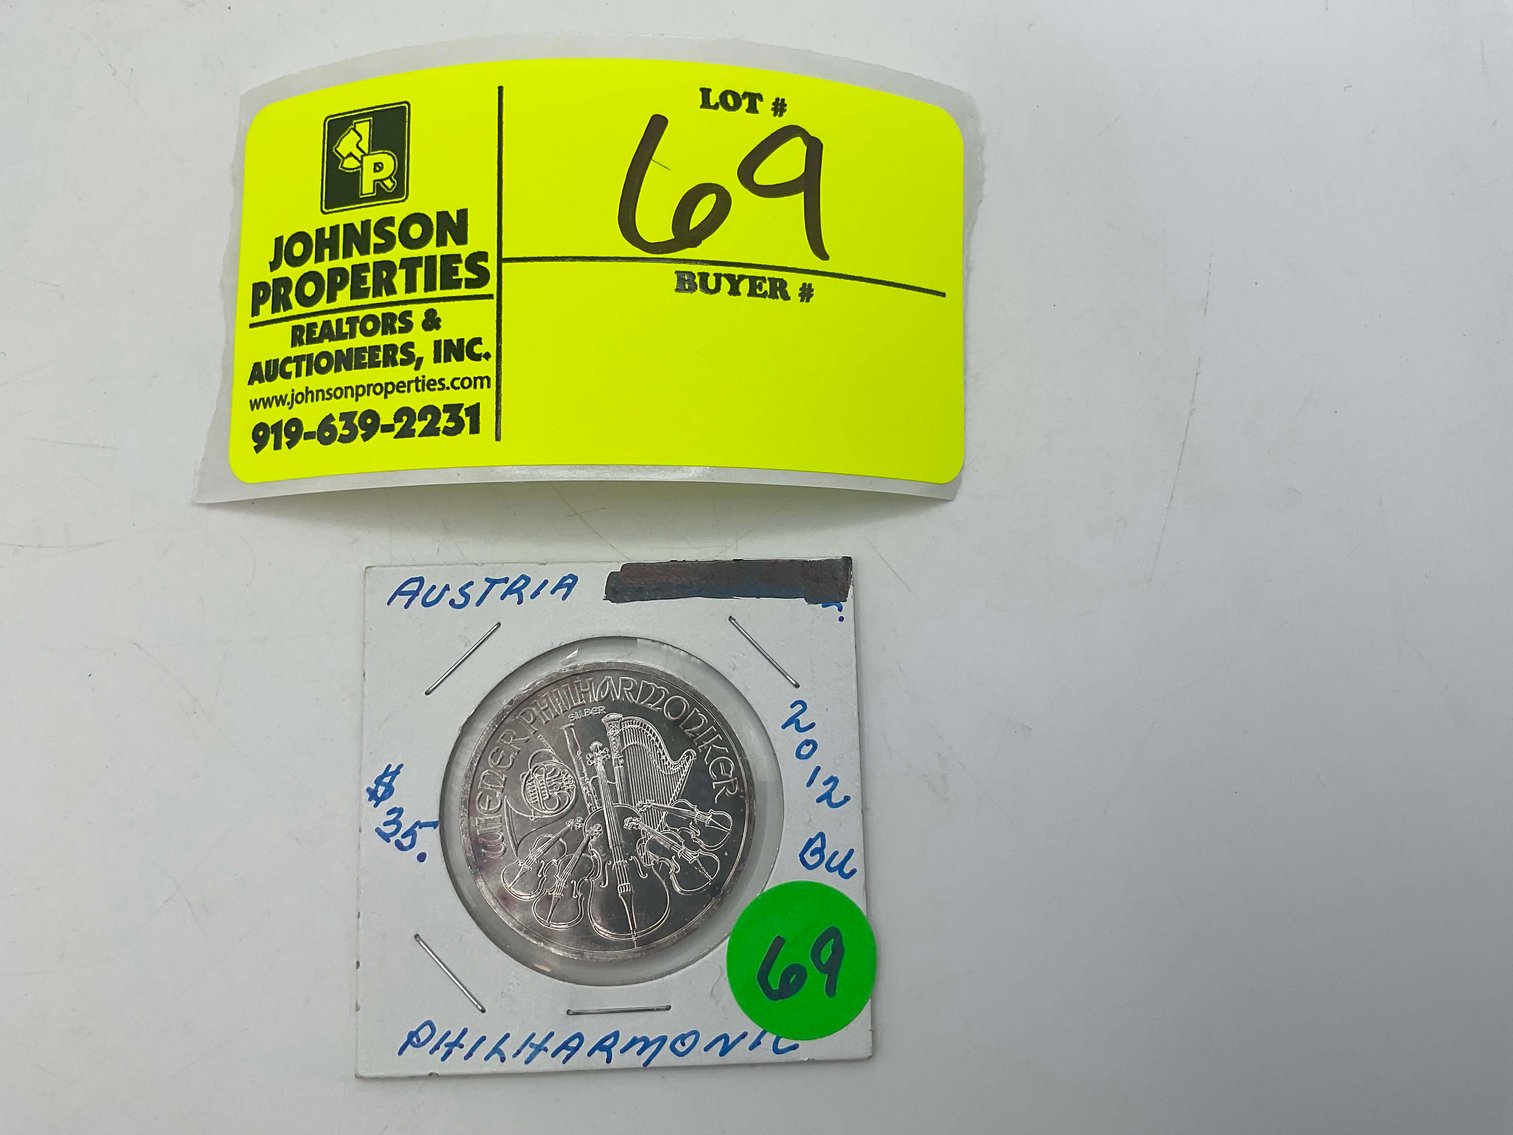 JP
JOHNSON
PROPERTIES
REALTORS &
AUCTIONEERS, INC.
www.johnsonproperties.com
919-639-2231
LOT #
69
BUYER #
AUSTRIA
$
35.
2012
BU
WIENER PHILHARMONIKER
SILBER
69
PHILHARMONIC